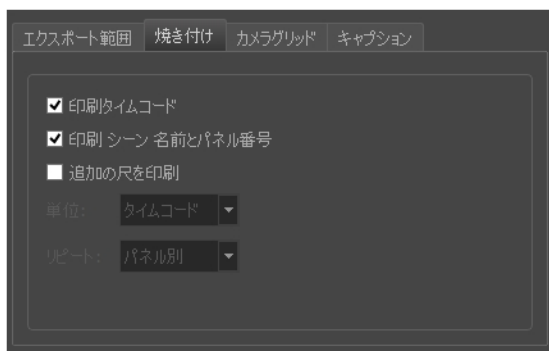 エクスポート範囲 焼き付け カメラグリッド キャプション
印刷タイムコード
印刷 シーン 名前とパネル番号
追加の尺を印刷
単位: タイムコード
リピート: パネル別